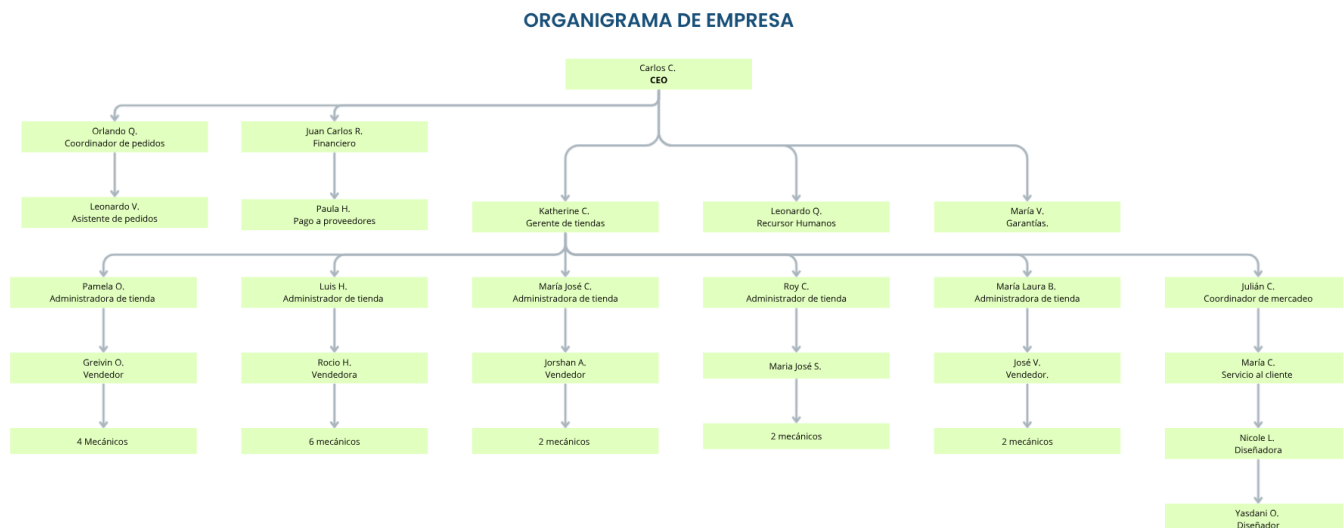 ORGANIGRAMA DE EMPRESA
Carlos C.
CEO
Orlando Q.
Coordinador de pedidos
Juan Carlos R.
Financiero
Leonardo V.
Asistente de pedidos
Paula H.
Pago a proveedores
Katherine C.
Gerente de tiendas
Leonardo Q.
Recursor Humanos
María V.
Garantías.
Pamela O.
Administradora de tienda
Luis H.
Administrador de tienda
María José C.
Administradora de tienda
Roy C.
Administrador de tienda
María Laura B.
Administradora de tienda
Julián C.
Coordinador de mercadeo
Greivin O.
Vendedor
Rocio H.
Vendedora
Jorshan A.
Vendedor
Maria José S.
José V.
Vendedor.
María C.
Servicio al cliente
4 Mecánicos
6 mecánicos
2 mecánicos
2 mecánicos
2 mecánicos
Nicole L.
Diseñadora
Yasdani O.
Diseñador